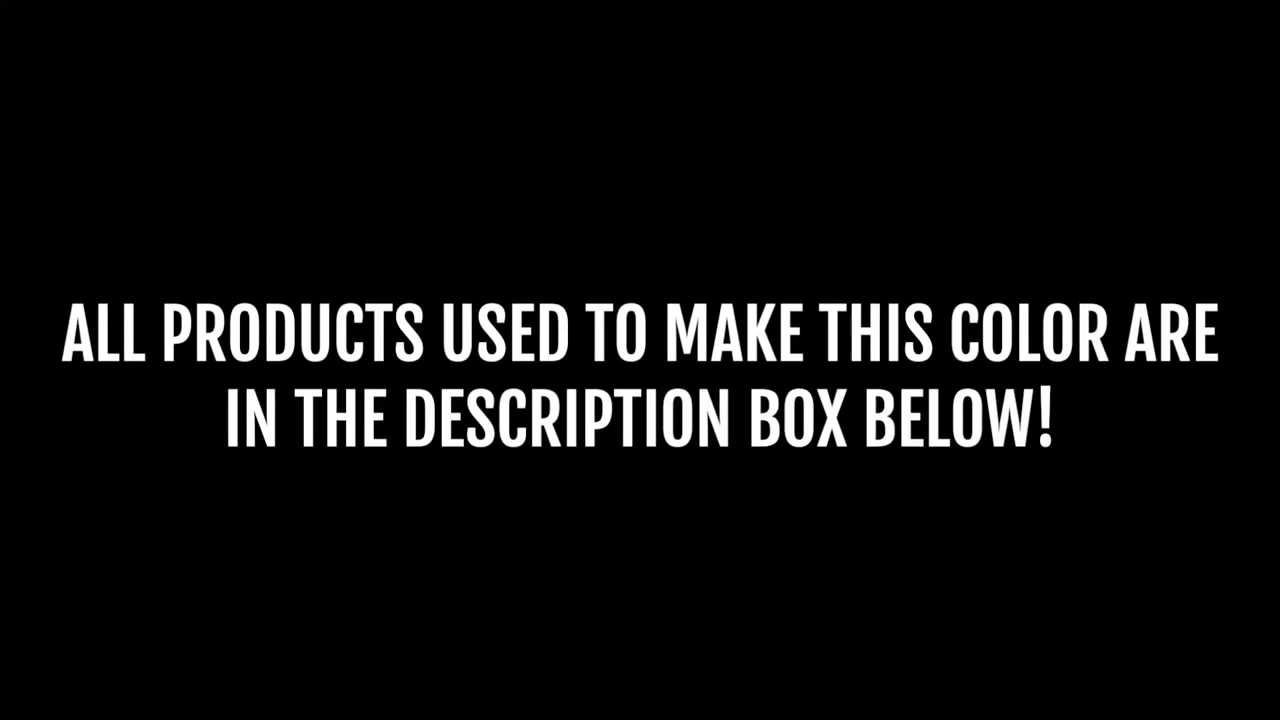 ALL PRODUCTS USED TO MAKE THIS COLOR ARE
IN THE DESCRIPTION BOX BELOW!